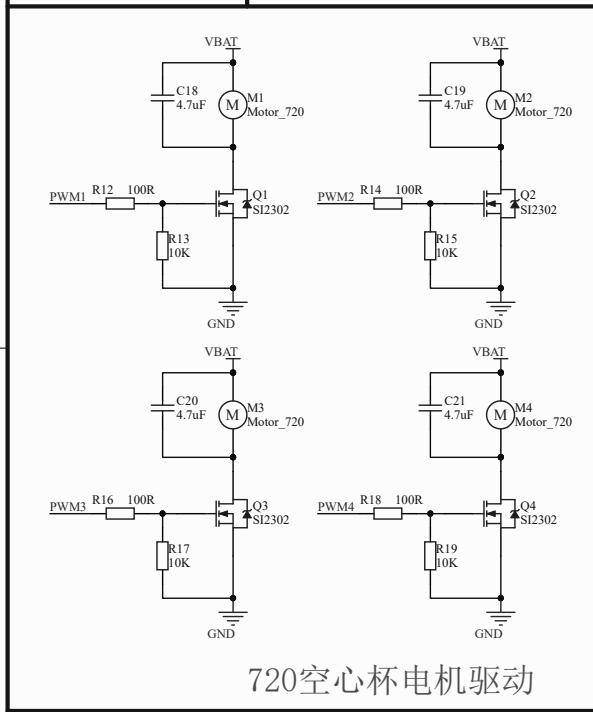 VBAT
C18
4.7uF
M
M1
Motor_720
PWM1
R12 100R
Q1
SI2302
R13
10K
GND
VBAT
C19
4.7uF
M
M2
Motor_720
PWM2
R14 100R
Q2
SI2302
R15
10K
GND
VBAT
C20
4.7uF
M
M3
Motor_720
PWM3
R16 100R
Q3
SI2302
R17
10K
GND
VBAT
C21
4.7uF
M
M4
Motor_720
PWM4
R18 100R
Q4
SI2302
R19
10K
GND
720空心杯电机驱动